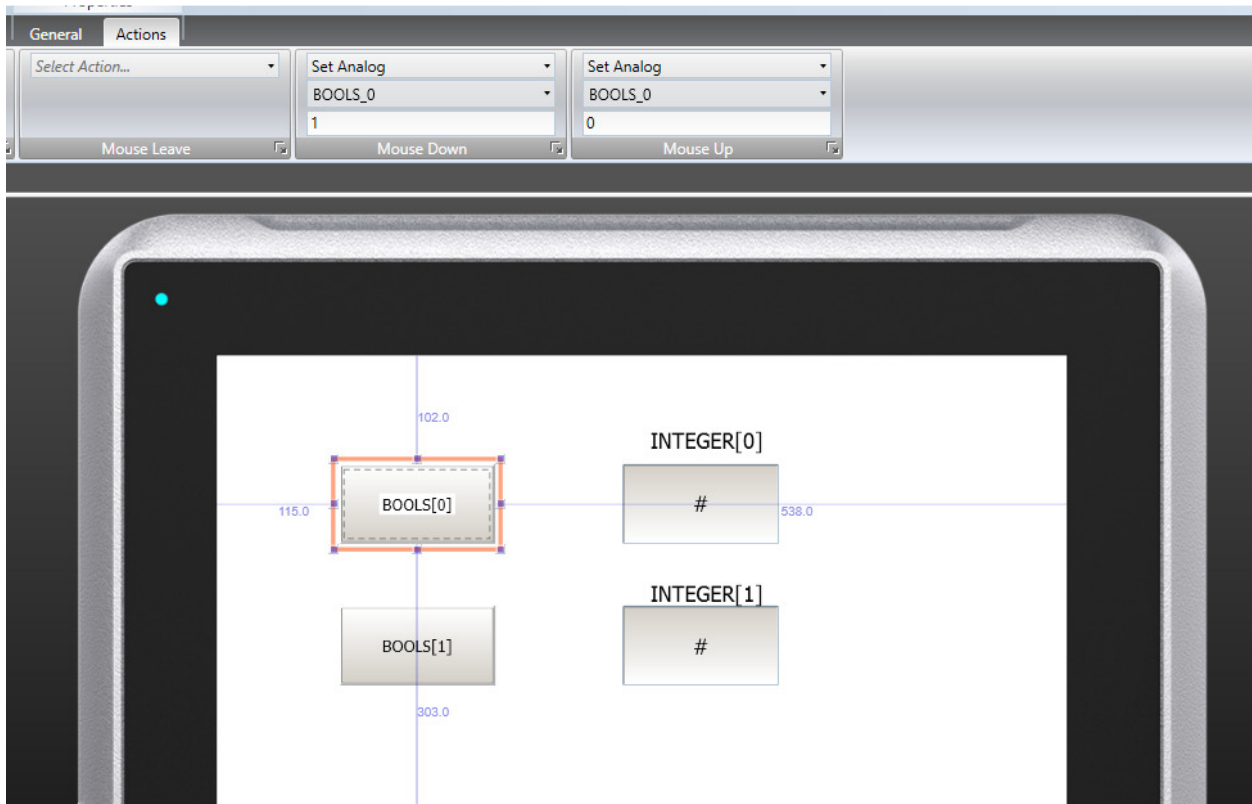 Properties
General Actions
Select Action... Set Analog Set Analog
BOOLS_0 BOOLS_0
1 0
Mouse Leave Mouse Down Mouse Up
102.0
INTEGER[0]
BOOLS[0] #
115.0 538.0
INTEGER[1]
BOOLS[1] #
303.0